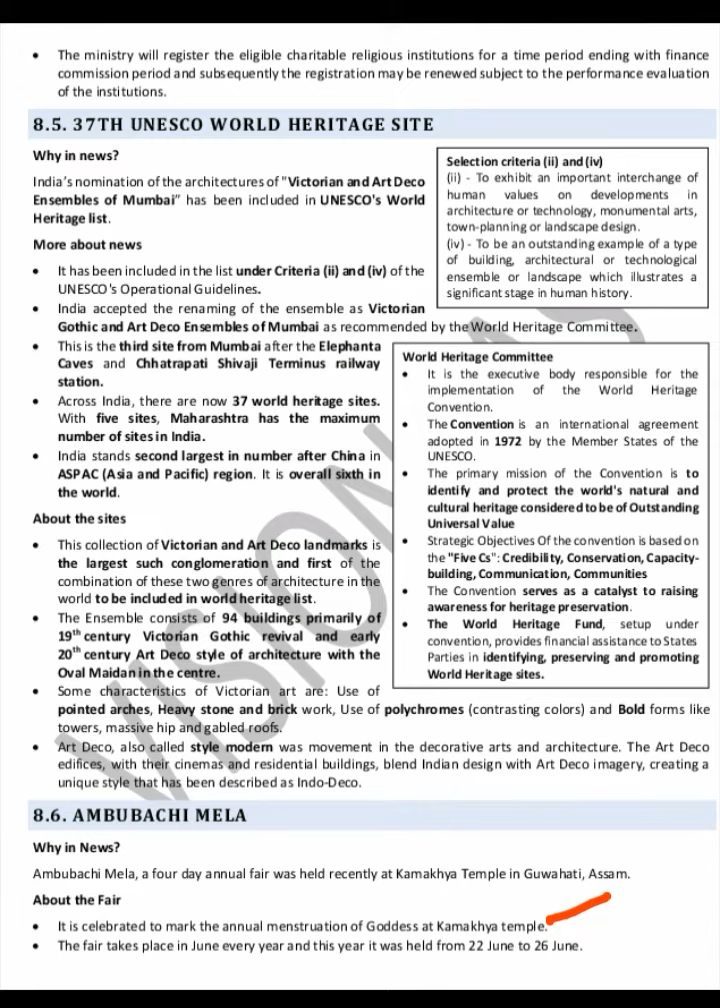 • The ministry will register the eligible charitable religious institutions for a time period ending with finance
commission period and subsequently the registration may be renewed subject to the performance evaluation
of the institutions.
8.5. 37TH UNESCO WORLD HERITAGE SITE
Why in news?
India's nomination of the architectures of "Victorian and Art Deco
Ensembles of Mumbai" has been included in UNESCO's World
Heritage list.
More about news
• It has been included in the list under Criteria (ii) and (iv) of the
UNESCO's Operational Guidelines.
• India accepted the renaming of the ensemble as Victorian
Gothic and Art Deco Ensembles of Mumbai as recommended by the World Heritage Committee.
Selection criteria (ii) and (iv)
(ii) - To exhibit an important interchange of
human values on developments in
architecture or technology, monumental arts,
town-planning or landscape design.
(iv) - To be an outstanding example of a type
of building, architectural or technological
ensemble or landscape which illustrates a
significant stage in human history.
• This is the third site from Mumbai after the Elephanta
Caves and Chhatrapati Shivaji Terminus railway
station.
• Across India, there are now 37 world heritage sites.
With five sites, Maharashtra has the maximum
number of sites in India.
• India stands second largest in number after China in
ASPAC (Asia and Pacific) region. It is overall sixth in
the world.
About the sites
• This collection of Victorian and Art Deco landmarks is
the largest such conglomeration and first of the
combination of these two genres of architecture in the
world to be included in world heritage list.
• The Ensemble consists of 94 buildings primarily of
19th century Victorian Gothic revival and early
20th century Art Deco style of architecture with the
Oval Maidan in the centre.
World Heritage Committee
• It is the executive body responsible for the
implementation of the World Heritage
Convention.
• The Convention is an international agreement
adopted in 1972 by the Member States of the
UNESCO.
• The primary mission of the Convention is to
identify and protect the world's natural and
cultural heritage considered to be of Outstanding
Universal Value
• Strategic Objectives Of the convention is based on
the "Five Cs": Credibility, Conservation, Capacity-
building, Communication, Communities
• The Convention serves as a catalyst to raising
awareness for heritage preservation.
• The World Heritage Fund, setup under
convention, provides financial assistance to States
Parties in identifying, preserving and promoting
World Heritage sites.
• Some characteristics of Victorian art are: Use of
pointed arches, Heavy stone and brick work, Use of polychromes (contrasting colors) and Bold forms like
towers, massive hip and gabled roofs.
• Art Deco, also called style modern was movement in the decorative arts and architecture. The Art Deco
edifices, with their cinemas and residential buildings, blend Indian design with Art Deco imagery, creating a
unique style that has been described as Indo-Deco.
8.6. AMBUBACHI MELA
Why in News?
Ambubachi Mela, a four day annual fair was held recently at Kamakhya Temple in Guwahati, Assam.
About the Fair
• It is celebrated to mark the annual menstruation of Goddess at Kamakhya temple.
• The fair takes place in June every year and this year it was held from 22 June to 26 June.
VISIONIAS